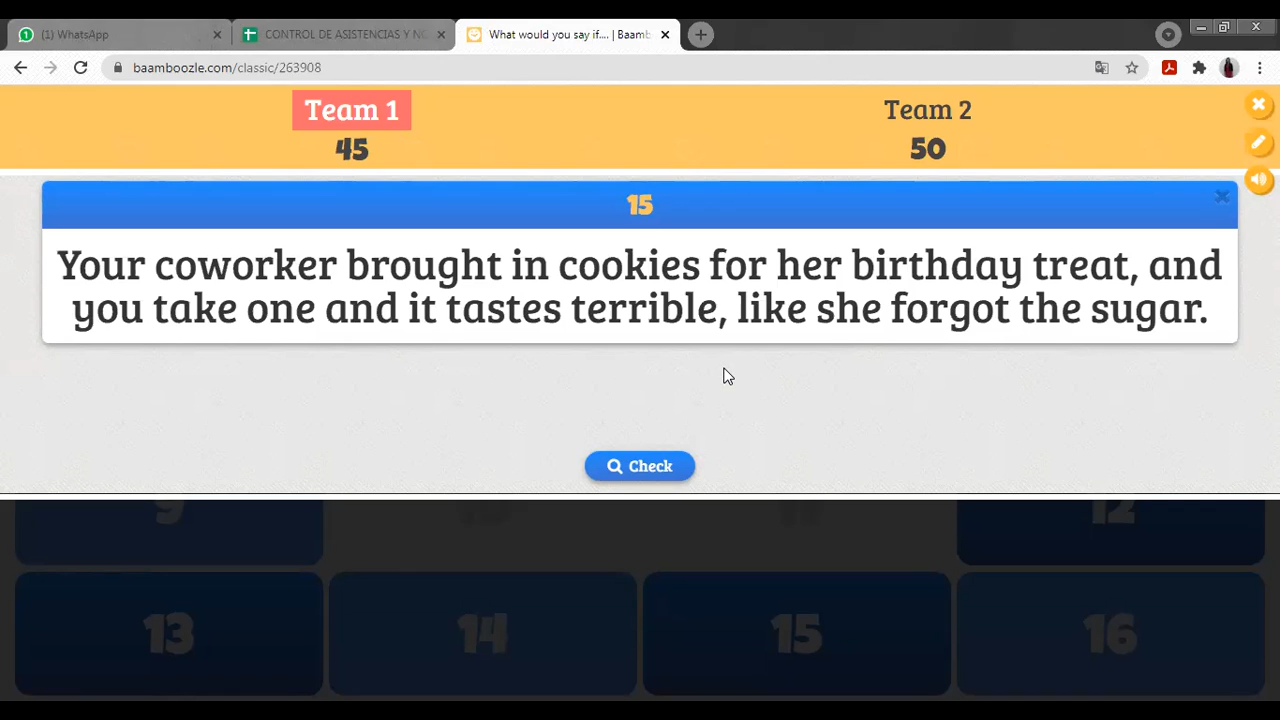 (1) WhatsApp
CONTROL DE ASISTENCIAS Y NO
What would you say if.... | Baamb
baamboozle.com/classic/263908
Team 1
Team 2
45
50
15
Your coworker brought in cookies for her birthday treat, and
you take one and it tastes terrible, like she forgot the sugar.
Check
9
12
13
14
15
16